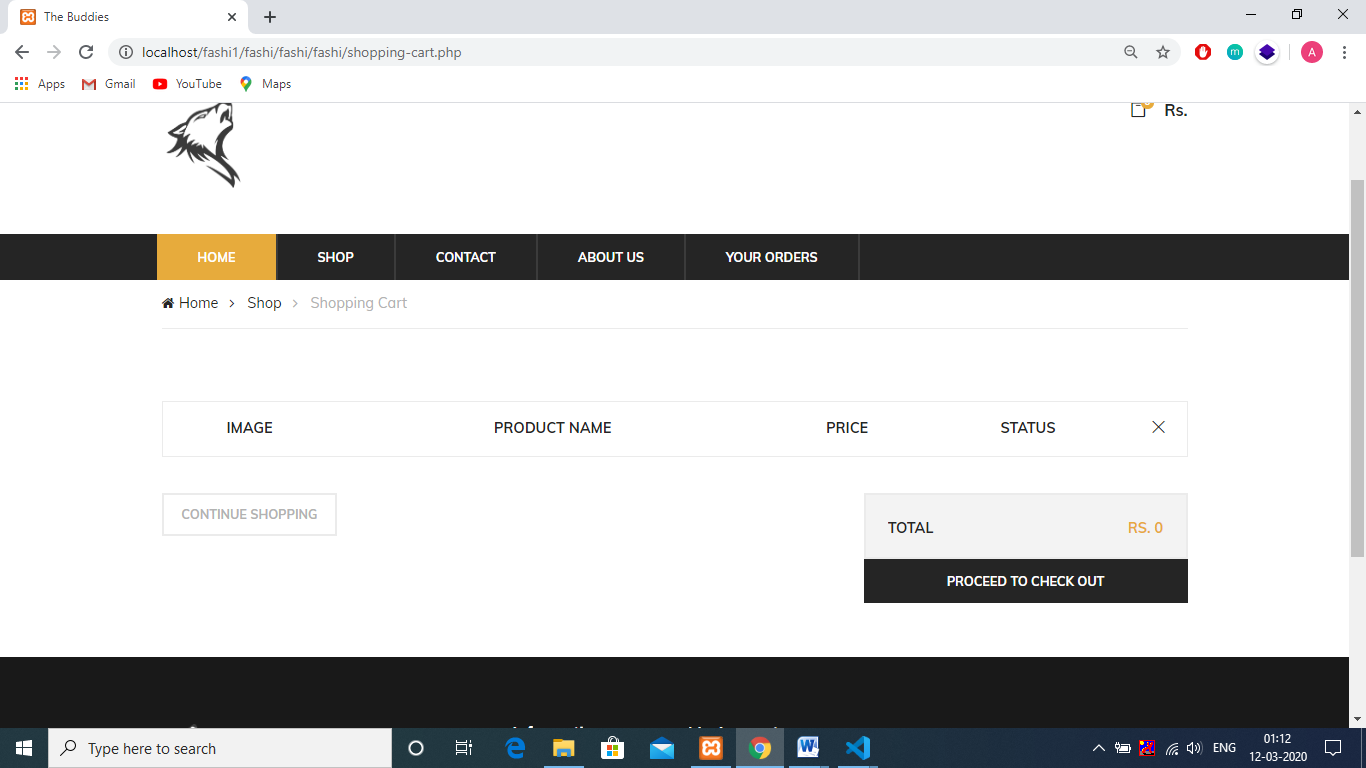 The Buddies
localhost/fashi1/fashi/fashi/fashi/shopping-cart.php
m
A
Apps Gmail YouTube Maps
Rs.
HOME SHOP CONTACT ABOUT US YOUR ORDERS
Home > Shop > Shopping Cart
IMAGE PRODUCT NAME PRICE STATUS
CONTINUE SHOPPING
TOTAL RS. 0
PROCEED TO CHECK OUT
Type here to search
ENG
01:12
12-03-2020